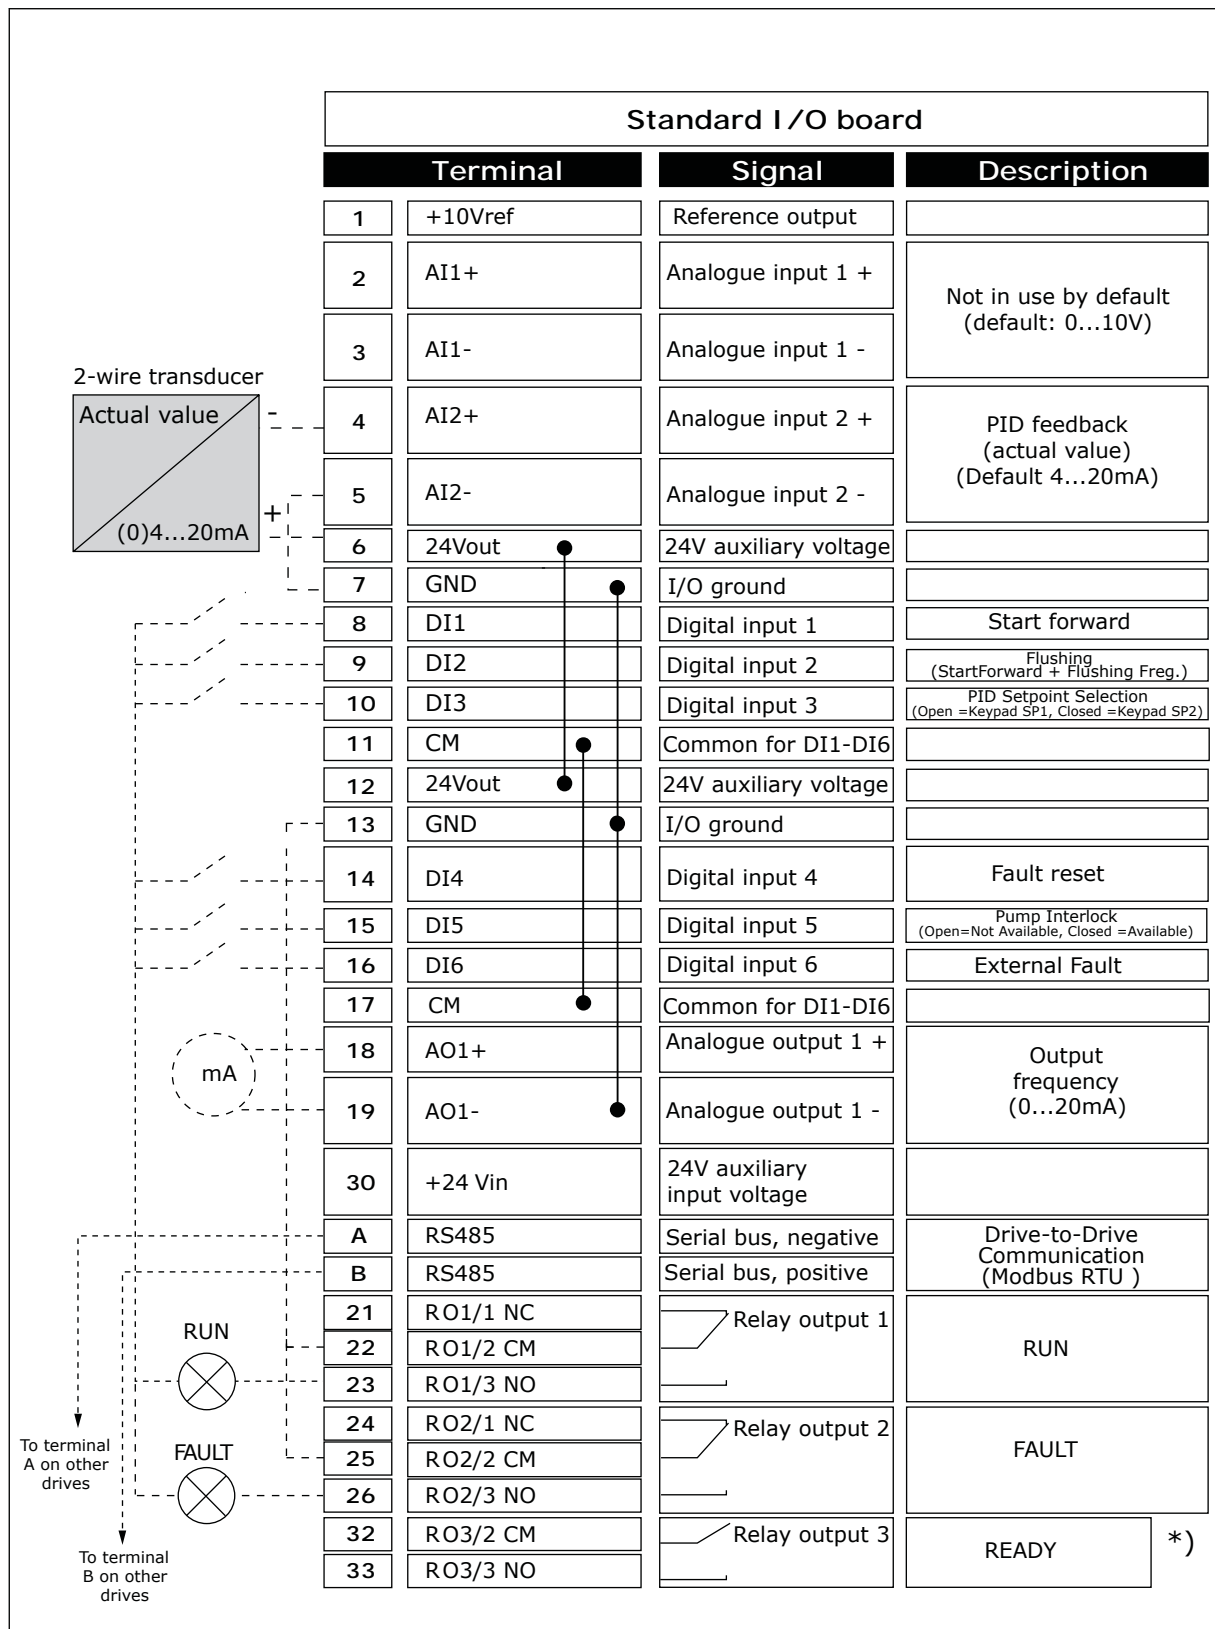 Standard I/O board
Terminal Signal Description
1 +10Vref Reference output
2 AI1+ Analogue input 1 +
Not in use by default
(default: 0...10V)
3 AI1- Analogue input 1 -
2-wire transducer
Actual value -
4 AI2+ Analogue input 2 +
PID feedback
(actual value)
(Default 4...20mA)
5 AI2- Analogue input 2 -
+
(0)4...20mA
6 24Vout 24V auxiliary voltage
7 GND I/O ground
8 DI1 Digital input 1 Start forward
9 DI2 Digital input 2 Flushing
(StartForward + Flushing Freg.)
10 DI3 Digital input 3 PID Setpoint Selection
(Open =Keypad SP1, Closed =Keypad SP2)
11 CM Common for DI1-DI6
12 24Vout 24V auxiliary voltage
13 GND I/O ground
14 DI4 Digital input 4 Fault reset
15 DI5 Digital input 5 Pump Interlock
(Open=Not Available, Closed =Available)
16 DI6 Digital input 6 External Fault
17 CM Common for DI1-DI6
18 AO1+ Analogue output 1 +
mA
Output
frequency
(0...20mA)
19 AO1- Analogue output 1 -
30 +24 Vin 24V auxiliary
input voltage
A RS485 Serial bus, negative
Drive-to-Drive
Communication
(Modbus RTU )
B RS485 Serial bus, positive
21 RO1/1 NC Relay output 1
RUN
22 RO1/2 CM RUN
23 RO1/3 NO
24 RO2/1 NC Relay output 2
To terminal
A on other
drives
FAULT
25 RO2/2 CM FAULT
26 RO2/3 NO
32 RO3/2 CM Relay output 3 READY *)
33 RO3/3 NO
To terminal
B on other
drives